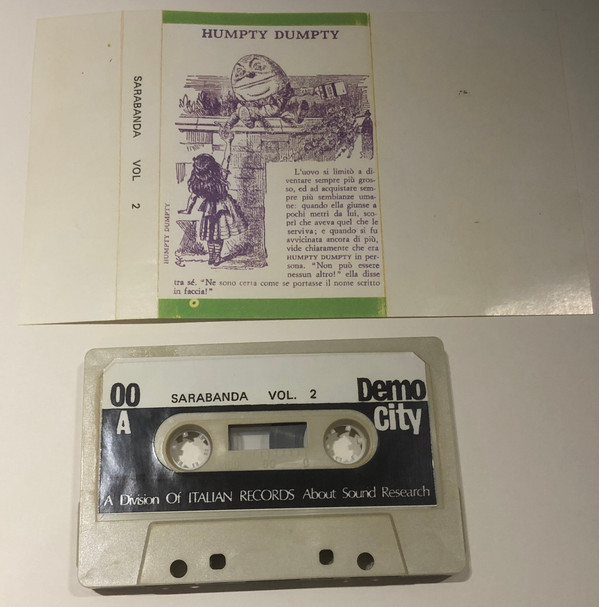 HUMPTY DUMPTY
SARABANDA VOL 2
HUMPTY DUMPTY
L'uovo si limitò a di-
ventare sempre più gros-
so, ed ad acquistare sem-
pre più sembianze uma-
ne: quando ella giunse a
pochi metri da lui, sco-
prì che aveva quel che le
serviva; e quando si fu
avvicinata ancora di più,
vide chiaramente che era
HUMPTY DUMPTY in per-
sona. "Non può essere
nessun altro!" ella disse
tra sé. "Ne sono certa come se portasse il nome scritto
in faccia!"
00
A
SARABANDA VOL. 2
Demo
City
A Division Of ITALIAN RECORDS About Sound Research